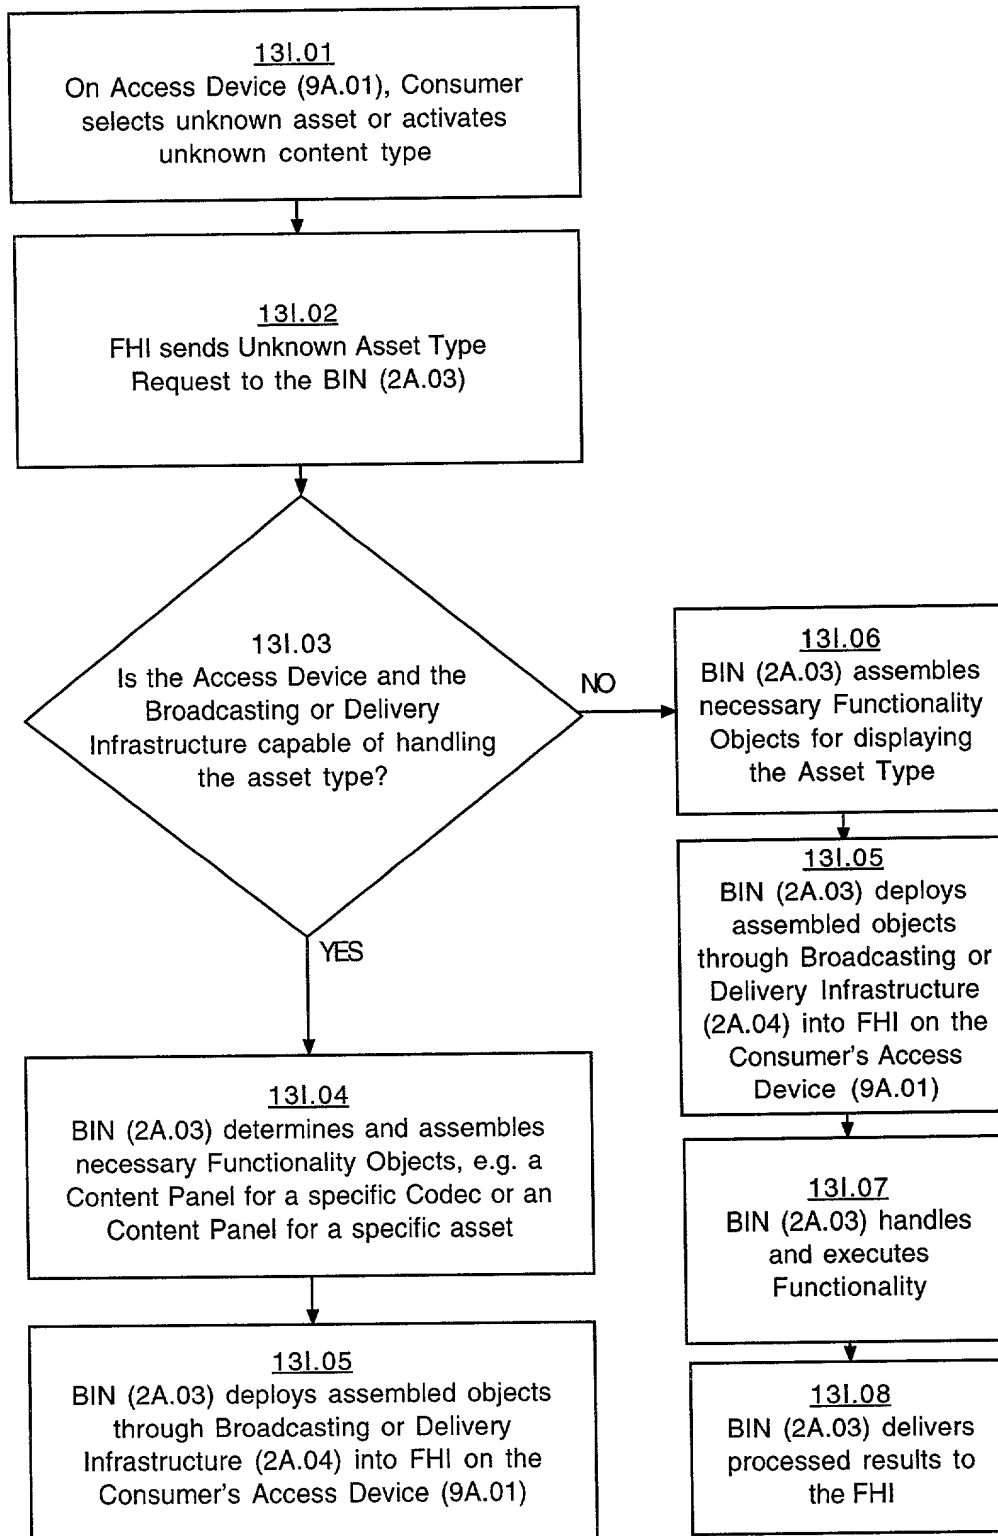 13I.01
On Access Device (9A.01), Consumer
selects unknown asset or activates
unknown content type
13I.02
FHI sends Unknown Asset Type
Request to the BIN (2A.03)
13I.03
Is the Access Device and the
Broadcasting or Delivery
Infrastructure capable of handling
the asset type?
NO
YES
13I.04
BIN (2A.03) determines and assembles
necessary Functionality Objects, e.g. a
Content Panel for a specific Codec or an
Content Panel for a specific asset
13I.05
BIN (2A.03) deploys assembled objects
through Broadcasting or Delivery
Infrastructure (2A.04) into FHI on the
Consumer's Access Device (9A.01)
13I.06
BIN (2A.03) assembles
necessary Functionality
Objects for displaying
the Asset Type
13I.05
BIN (2A.03) deploys
assembled objects
through Broadcasting or
Delivery Infrastructure
(2A.04) into FHI on the
Consumer's Access
Device (9A.01)
13I.07
BIN (2A.03) handles
and executes
Functionality
13I.08
BIN (2A.03) delivers
processed results to
the FHI